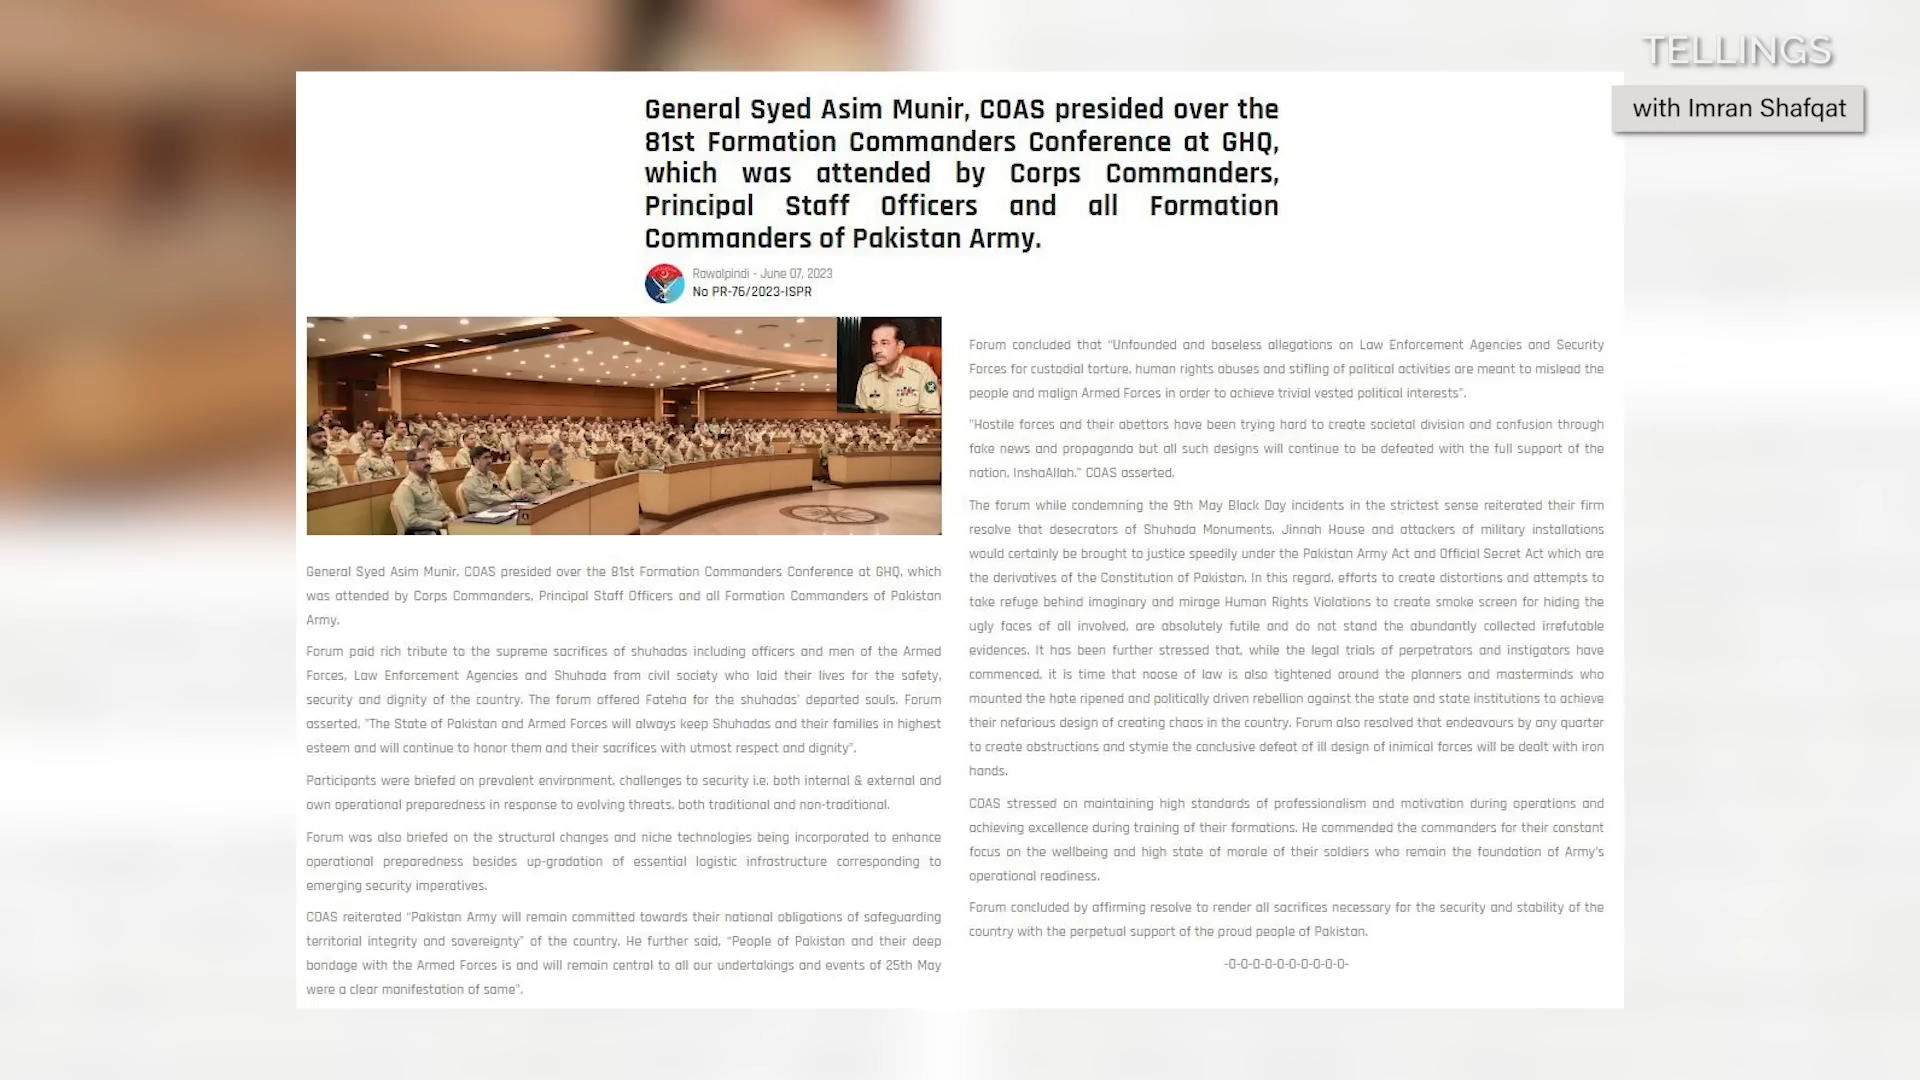 TELLINGS
with Imran Shafqat
General Syed Asim Munir, COAS presided over the
81st Formation Commanders Conference at GHQ,
which was attended by Corps Commanders,
Principal Staff Officers and all Formation
Commanders of Pakistan Army.
Rawalpindi - June 07, 2023
No PR-76/2023-ISPR
General Syed Asim Munir, COAS presided over the 81st Formation Commanders Conference at GHQ, which
was attended by Corps Commanders, Principal Staff Officers and all Formation Commanders of Pakistan
Army.
Forum paid rich tribute to the supreme sacrifices of shuhadas including officers and men of the Armed
Forces, Law Enforcement Agencies and Shuhada from civil society who laid their lives for the safety,
security and dignity of the country. The forum offered Fateha for the shuhadas' departed souls. Forum
asserted, "The State of Pakistan and Armed Forces will always keep Shuhadas and their families in highest
esteem and will continue to honor them and their sacrifices with utmost respect and dignity".
Participants were briefed on prevalent environment, challenges to security i.e. both internal & external and
own operational preparedness in response to evolving threats, both traditional and non-traditional.
Forum was also briefed on the structural changes and niche technologies being incorporated to enhance
operational preparedness besides up-gradation of essential logistic infrastructure corresponding to
emerging security imperatives.
COAS reiterated "Pakistan Army will remain committed towards their national obligations of safeguarding
territorial integrity and sovereignty" of the country. He further said, "People of Pakistan and their deep
bondage with the Armed Forces is and will remain central to all our undertakings and events of 25th May
were a clear manifestation of same".
Forum concluded that "Unfounded and baseless allegations on Law Enforcement Agencies and Security
Forces for custodial torture, human rights abuses and stifling of political activities are meant to mislead the
people and malign Armed Forces in order to achieve trivial vested political interests".
"Hostile forces and their abettors have been trying hard to create societal division and confusion through
fake news and propaganda but all such designs will continue to be defeated with the full support of the
nation, InshaAllah." COAS asserted.
The forum while condemning the 9th May Black Day incidents in the strictest sense reiterated their firm
resolve that desecrators of Shuhada Monuments, Jinnah House and attackers of military installations
would certainly be brought to justice speedily under the Pakistan Army Act and Official Secret Act which are
the derivatives of the Constitution of Pakistan. In this regard, efforts to create distortions and attempts to
take refuge behind imaginary and mirage Human Rights Violations to create smoke screen for hiding the
ugly faces of all involved, are absolutely futile and do not stand the abundantly collected irrefutable
evidences. It has been further stressed that, while the legal trials of perpetrators and instigators have
commenced, it is time that noose of law is also tightened around the planners and masterminds who
mounted the hate ripened and politically driven rebellion against the state and state institutions to achieve
their nefarious design of creating chaos in the country. Forum also resolved that endeavours by any quarter
to create obstructions and stymie the conclusive defeat of ill design of inimical forces will be dealt with iron
hands.
COAS stressed on maintaining high standards of professionalism and motivation during operations and
achieving excellence during training of their formations. He commended the commanders for their constant
focus on the wellbeing and high state of morale of their soldiers who remain the foundation of Army's
operational readiness.
Forum concluded by affirming resolve to render all sacrifices necessary for the security and stability of the
country with the perpetual support of the proud people of Pakistan.
-0-0-0-0-0-0-0-0-0-0-